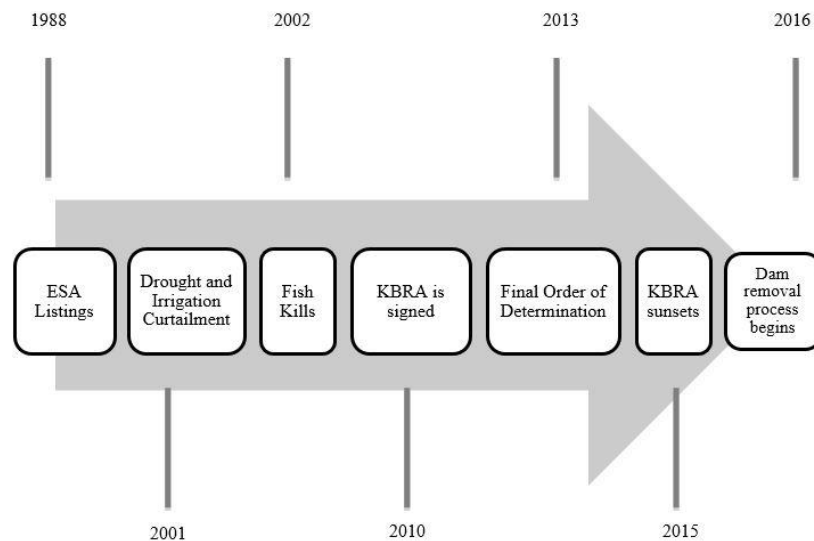 1988
2002
2013
2016
ESA
Listings
Drought and
Irrigation
Curtailment
Fish
Kills
KBRA is
signed
Final Order of
Determination
KBRA
sunsets
Dam
removal
process
begins
2001
2010
2015